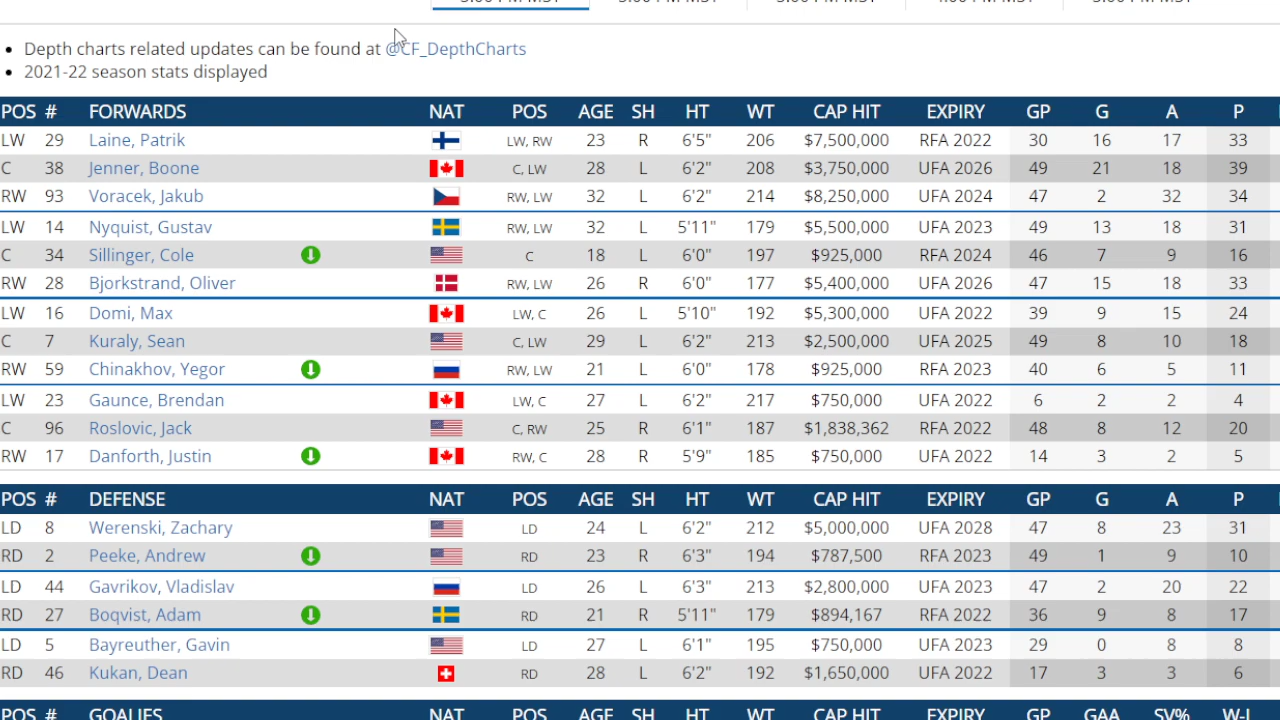 3:00 PM MST
• Depth charts related updates can be found at @CF_DepthCharts
• 2021-22 season stats displayed
POS # FORWARDS NAT POS AGE SH HT WT CAP HIT EXPIRY GP G A P
LW 29 Laine, Patrik LW, RW 23 R 6'5" 206 $7,500,000 RFA 2022 30 16 17 33
C 38 Jenner, Boone C, LW 28 L 6'2" 208 $3,750,000 UFA 2026 49 21 18 39
RW 93 Voracek, Jakub RW, LW 32 L 6'2" 214 $8,250,000 UFA 2024 47 2 32 34
LW 14 Nyquist, Gustav RW, LW 32 L 5'11" 179 $5,500,000 UFA 2023 49 13 18 31
C 34 Sillinger, Cole C 18 L 6'0" 197 $925,000 RFA 2024 46 7 9 16
RW 28 Bjorkstrand, Oliver RW, LW 26 R 6'0" 177 $5,400,000 UFA 2026 47 15 18 33
LW 16 Domi, Max LW, C 26 L 5'10" 192 $5,300,000 UFA 2022 39 9 15 24
C 7 Kuraly, Sean C, LW 29 L 6'2" 213 $2,500,000 UFA 2025 49 8 10 18
RW 59 Chinakhov, Yegor RW, LW 21 L 6'0" 178 $925,000 RFA 2023 40 6 5 11
LW 23 Gaunce, Brendan LW, C 27 L 6'2" 217 $750,000 UFA 2022 6 2 2 4
C 96 Roslovic, Jack C, RW 25 R 6'1" 187 $1,838,362 RFA 2022 48 8 12 20
RW 17 Danforth, Justin RW, C 28 R 5'9" 185 $750,000 UFA 2022 14 3 2 5
POS # DEFENSE NAT POS AGE SH HT WT CAP HIT EXPIRY GP G A P
LD 8 Werenski, Zachary LD 24 L 6'2" 212 $5,000,000 UFA 2028 47 8 23 31
RD 2 Peeke, Andrew RD 23 R 6'3" 194 $787,500 RFA 2023 49 1 9 10
LD 44 Gavrikov, Vladislav LD 26 L 6'3" 213 $2,800,000 UFA 2023 47 2 20 22
RD 27 Boqvist, Adam RD 21 R 5'11" 179 $894,167 RFA 2022 36 9 8 17
LD 5 Bayreuther, Gavin LD 27 L 6'1" 195 $750,000 UFA 2023 29 0 8 8
RD 46 Kukan, Dean RD 28 L 6'2" 192 $1,650,000 UFA 2022 17 3 3 6
POS # GOALIES NAT POS AGE SH HT WT CAP HIT EXPIRY GP GAA SV% W-L